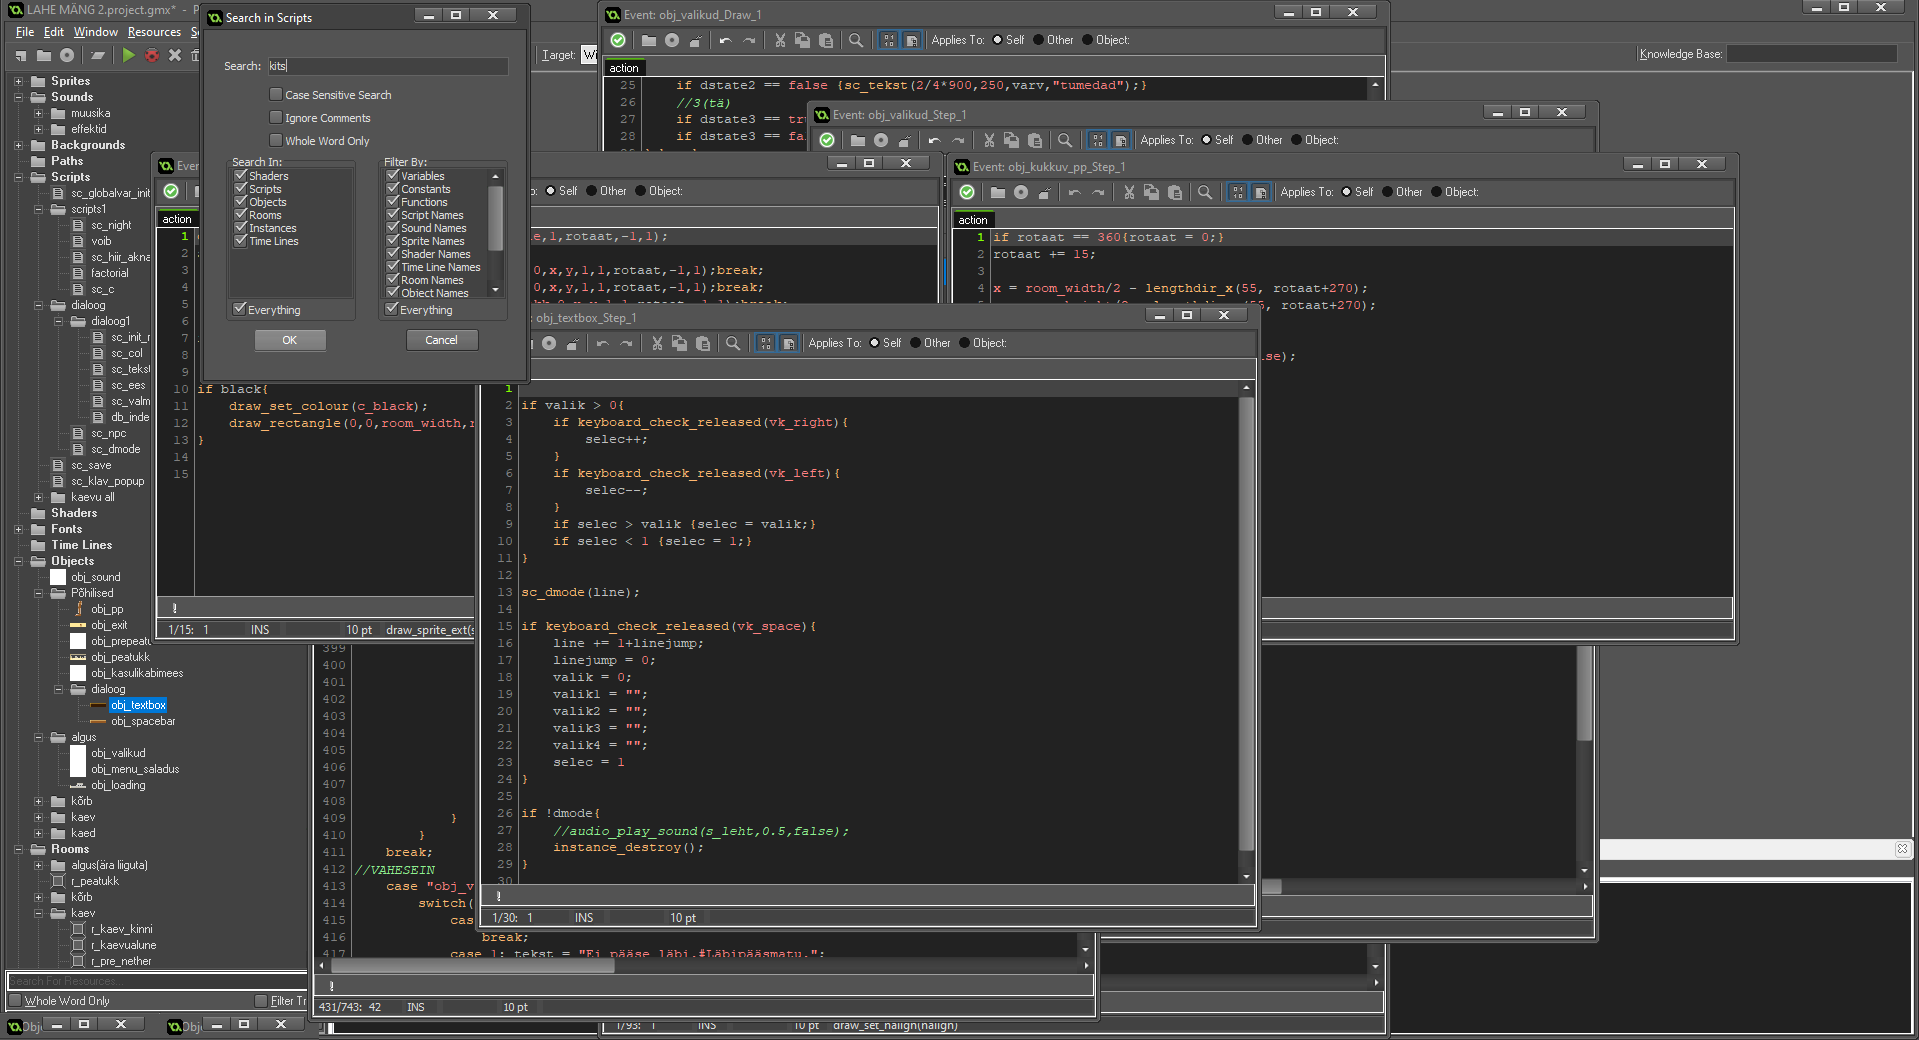 LAHE MÄNG 2.project.gmx* - P
File Edit Window Resources
Target:
Knowledge Base:
Sprites
Sounds
muusika
effektid
Backgrounds
Paths
Scripts
sc_globalvar_init
scripts1
sc_night
voib
sc_hiir_akna
factorial
sc_c
dialoog
dialoog1
sc_init_
sc_col
sc_tekst
sc_ees
sc_valm
db_inde
sc_npc
sc_dmode
sc_save
sc_klav_popup
kaevu all
Shaders
Fonts
Time Lines
Objects
obj_sound
Põhilised
obj_pp
obj_exit
obj_prepeatu
obj_peatukk
obj_kasulikabimees
dialoog
obj_textbox
obj_spacebar
algus
obj_valikud
obj_menu_saladus
obj_loading
kõrb
kaev
kaed
Rooms
algus(ära liiguta)
r_peatukk
kõrb
kaev
r_kaev_kinni
r_kaevualune
r_pre_nether
Search For Resources...
Whole Word Only
Filter Tr
Obj
Obj
Search in Scripts
Search: kits
Case Sensitive Search
Ignore Comments
Whole Word Only
Search In:
Shaders
Scripts
Objects
Rooms
Instances
Time Lines
Everything
Filter By:
Variables
Constants
Functions
Script Names
Sound Names
Sprite Names
Shader Names
Time Line Names
Room Names
Object Names
Everything
OK
Cancel
Event: obj_valikud_Draw_1
Applies To: Self Other Object:
action
25 if dstate2 == false {sc_tekst(2/4*900,250,varv,"tumedad");}
26 //3(tä)
27 if dstate3 == tru
28 if dstate3 == fal
1/93: 1 INS 10 pt draw_set_halign(halign)
Event: obj_valikud_Step_1
Applies To: Self Other Object:
Event: obj_kukkuv_pp_Step_1
Applies To: Self Other Object:
action
1 if rotaat == 360{rotaat = 0;}
2 rotaat += 15;
3
4 x = room_width/2 - lengthdir_x(55, rotaat+270);
(55, rotaat+270);
lse);
Eve
Self Other Object:
action
1
,1,rotaat,-1,1);
2
3
0,x,y,1,1,rotaat,-1,1);break;
4
0,x,y,1,1,rotaat,-1,1);break;
5
6
7
8
9
10 if black{
11 draw_set_colour(c_black);
12 draw_rectangle(0,0,room_width,r
13 }
14
15
1/15: 1 INS 10 pt draw_sprite_ext(s
obj_textbox_Step_1
Applies To: Self Other Object:
1
2 if valik > 0{
3 if keyboard_check_released(vk_right){
4 selec++;
5 }
6 if keyboard_check_released(vk_left){
7 selec--;
8 }
9 if selec > valik {selec = valik;}
10 if selec < 1 {selec = 1;}
11 }
12
13 sc_dmode(line);
14
15 if keyboard_check_released(vk_space){
16 line += 1+linejump;
17 linejump = 0;
18 valik = 0;
19 valik1 = "";
20 valik2 = "";
21 valik3 = "";
22 valik4 = "";
23 selec = 1
24 }
25
26 if !dmode{
27 //audio_play_sound(s_leht,0.5,false);
28 instance_destroy();
29 }
30
1/30: 1 INS 10 pt
399
400
401
402
403
404
405
406
407
408
409 }
410 }
411 break;
412 //VAHESEIN
413 case "obj_v
414 switch(
415 cas
416 break;
417 case 1: tekst = "Ei pääse läbi.#Läbipääsmatu.";
431/743: 42 INS 10 pt